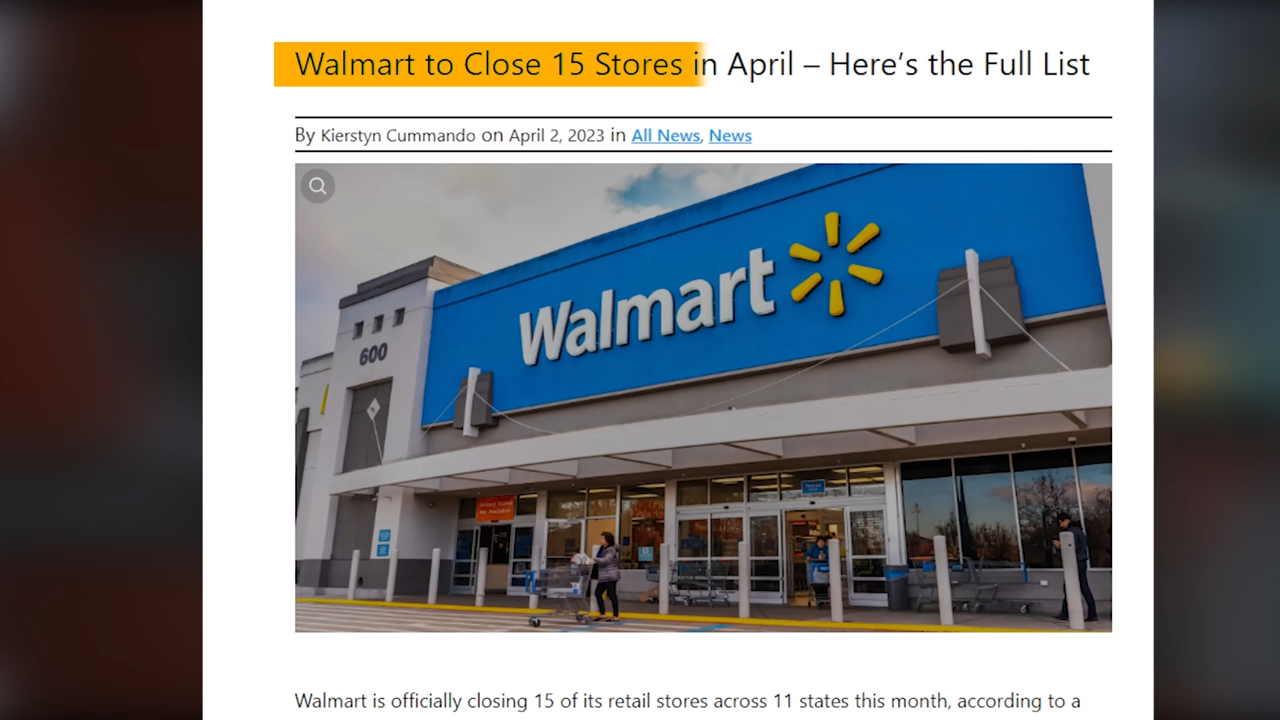 Walmart to Close 15 Stores in April – Here’s the Full List
By Kierstyn Cummando on April 2, 2023 in All News, News
Walmart
600
Walmart is officially closing 15 of its retail stores across 11 states this month, according to a